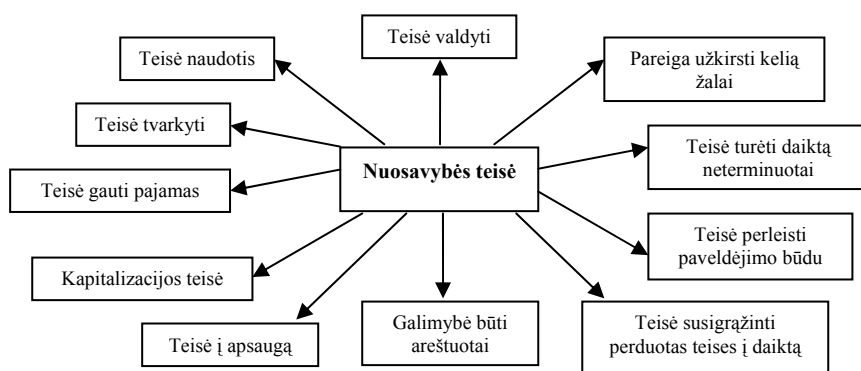 Teisė valdyti
Teisė naudotis
Pareiga užkirsti kelią
žalai
Teisė tvarkyti
Teisė turėti daiktą
neterminuotai
Nuosavybės teisė
Teisė gauti pajamas
Teisė perleisti
paveldėjimo būdu
Kapitalizacijos teisė
Galimybė būti
areštuotai
Teisė susigrąžinti
perduotas teises į daiktą
Teisė į apsaugą